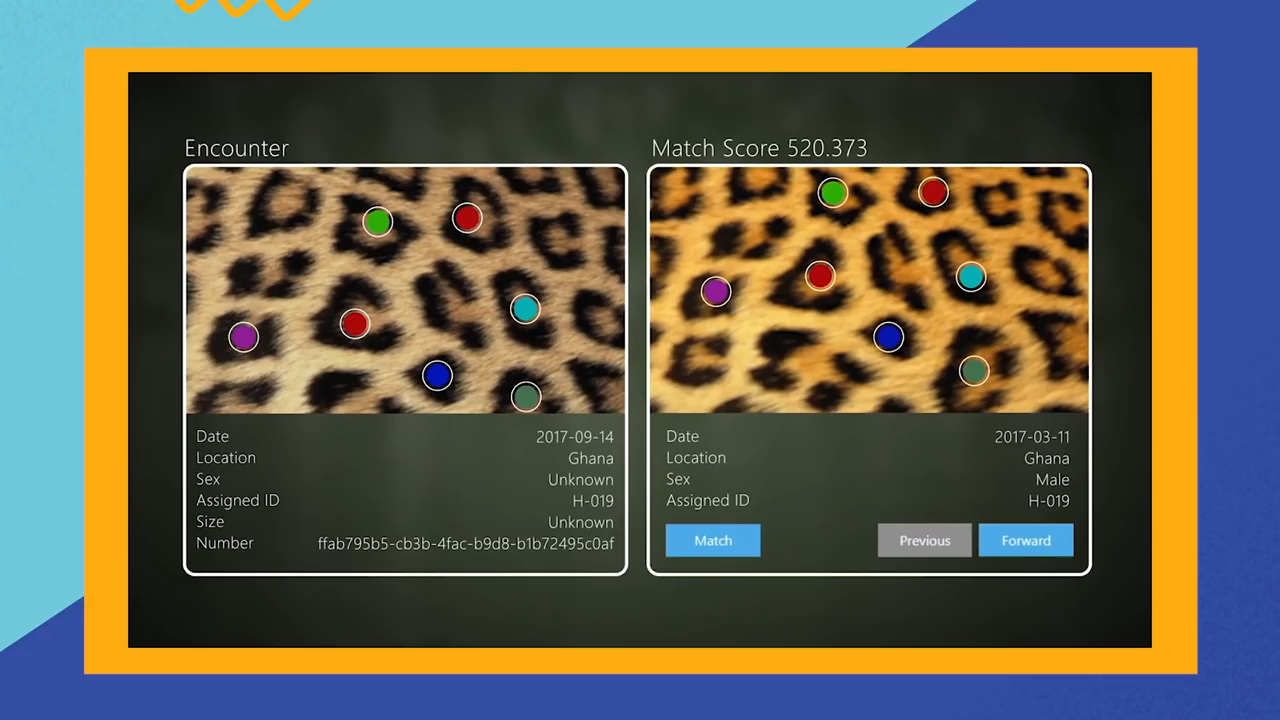 Encounter
Date 2017-09-14
Location Ghana
Sex Unknown
Assigned ID H-019
Size Unknown
Number ffab795b5-cb3b-4fac-b9d8-b1b72495c0af
Match Score 520.373
Date 2017-03-11
Location Ghana
Sex Male
Assigned ID H-019
Match Previous Forward